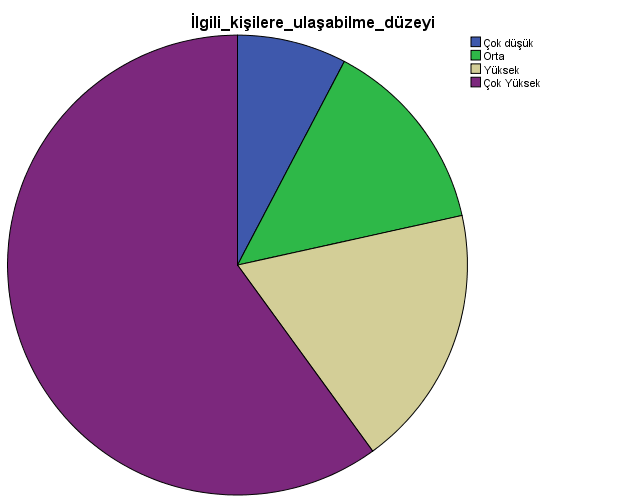 İlgili_kişilere_ulaşabilme_düzeyi
Çok düşük
Orta
Yüksek
Çok Yüksek